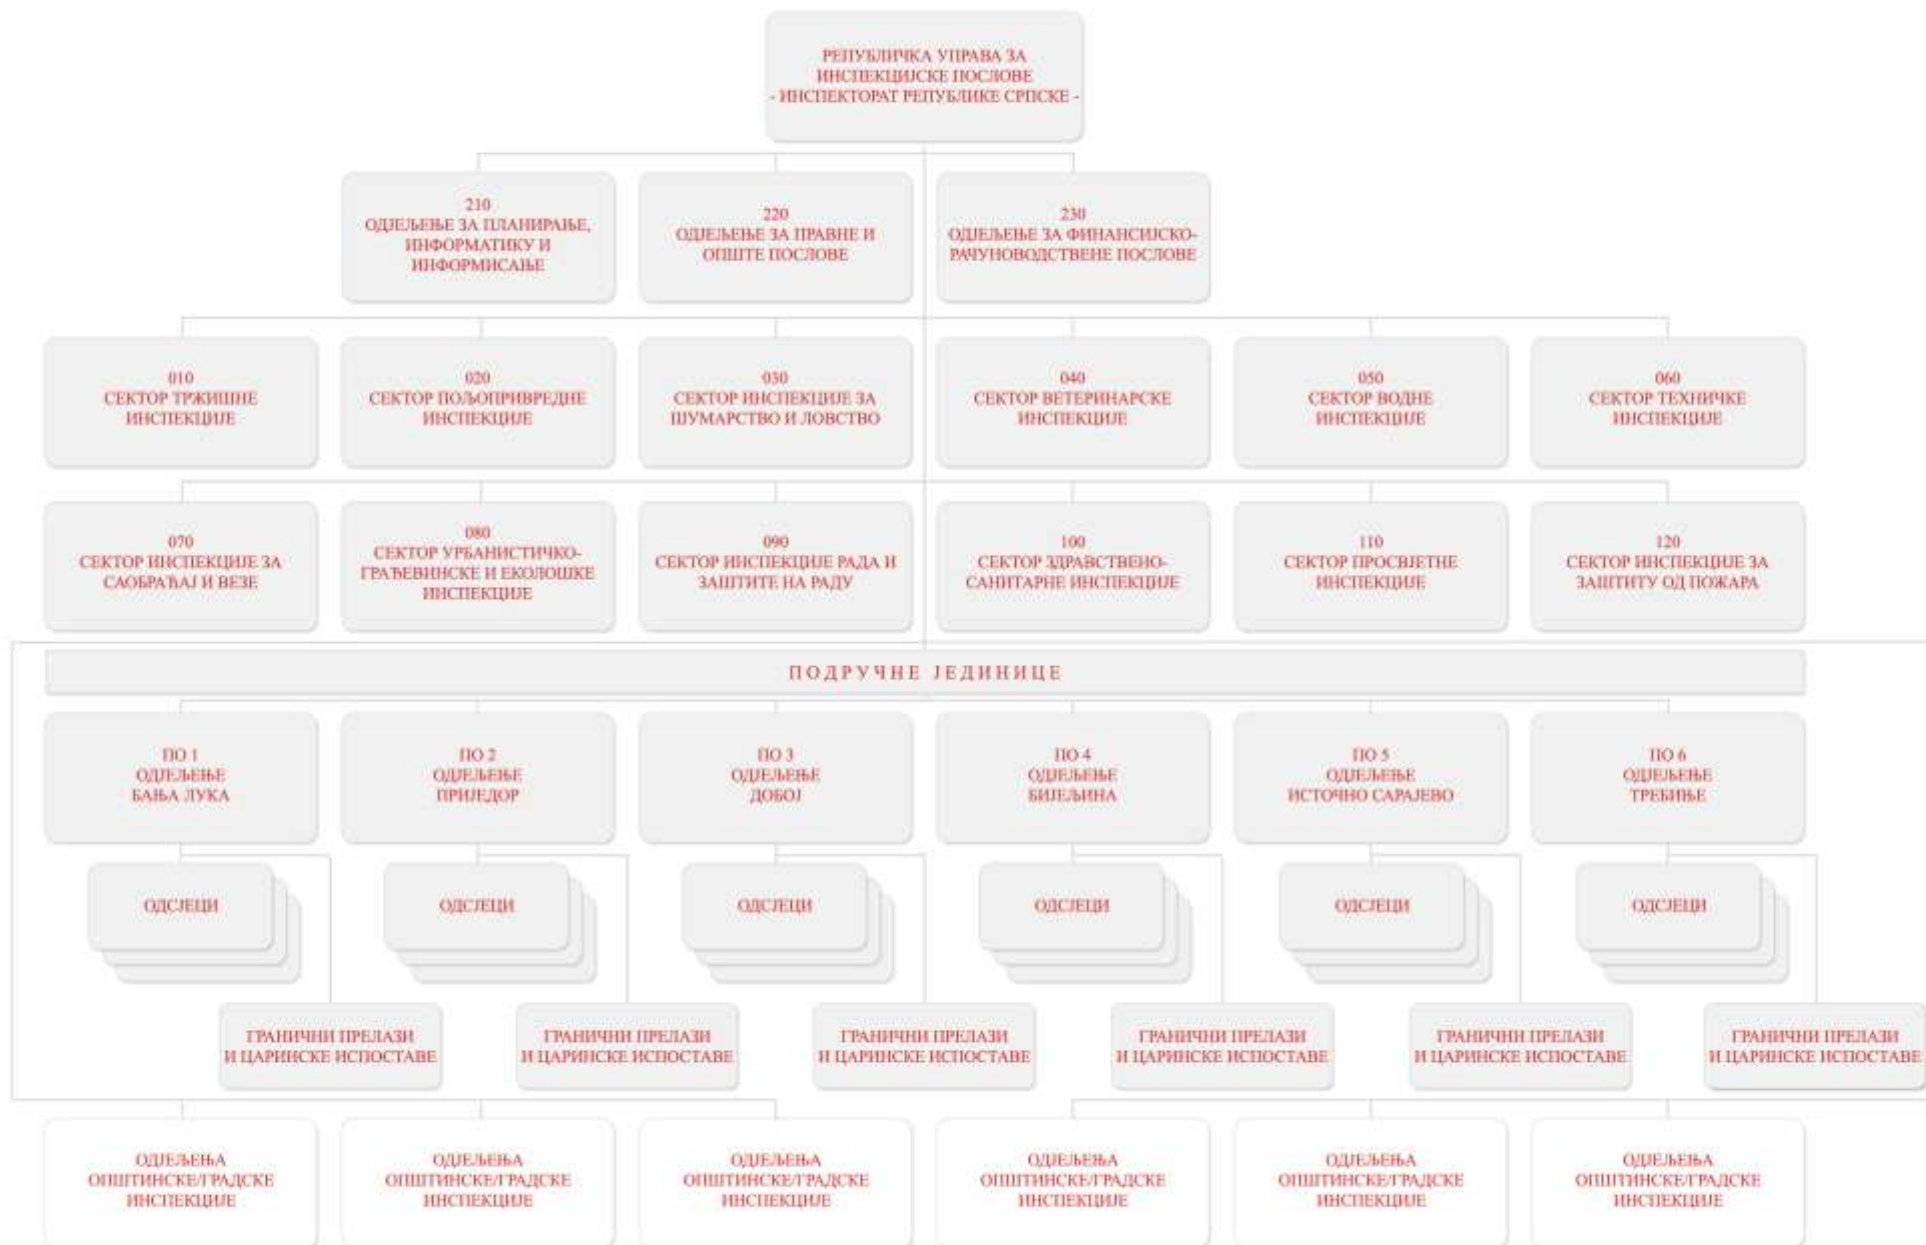 РЕПУБЛИЧКА УПРАВА ЗА
ИНСПЕКЦИЈСКЕ ПОСЛОВЕ
- ИНСПЕКТОРАТ РЕПУБЛИКЕ СРПСКЕ -
210
ОДЈЕЉЕЊЕ ЗА ПЛАНИРАЊЕ,
ИНФОРМАТИКУ И
ИНФОРМИСАЊЕ
220
ОДЈЕЉЕЊЕ ЗА ПРАВНЕ И
ОПШТЕ ПОСЛОВЕ
230
ОДЈЕЉЕЊЕ ЗА ФИНАНСИЈСКО-
РАЧУНОВОДСТВЕНЕ ПОСЛОВЕ
010
СЕКТОР ТРЖИШНЕ
ИНСПЕКЦИЈЕ
020
СЕКТОР ПОЉОПРИВРЕДНЕ
ИНСПЕКЦИЈЕ
030
СЕКТОР ИНСПЕКЦИЈЕ ЗА
ШУМАРСТВО И ЛОВСТВО
040
СЕКТОР ВЕТЕРИНАРСКЕ
ИНСПЕКЦИЈЕ
050
СЕКТОР ВОДНЕ
ИНСПЕКЦИЈЕ
060
СЕКТОР ТЕХНИЧКЕ
ИНСПЕКЦИЈЕ
070
СЕКТОР ИНСПЕКЦИЈЕ ЗА
САОБРАЋАЈ И ВЕЗЕ
080
СЕКТОР УРБАНИСТИЧКО-
ГРАЂЕВИНСКЕ И ЕКОЛОШКЕ
ИНСПЕКЦИЈЕ
090
СЕКТОР ИНСПЕКЦИЈЕ РАДА И
ЗАШТИТЕ НА РАДУ
100
СЕКТОР ЗДРАВСТВЕНО-
САНИТАРНЕ ИНСПЕКЦИЈЕ
110
СЕКТОР ПРОСВЈЕТНЕ
ИНСПЕКЦИЈЕ
120
СЕКТОР ИНСПЕКЦИЈЕ ЗА
ЗАШТИТУ ОД ПОЖАРА
ПОДРУЧНЕ ЈЕДИНИЦЕ
ПО 1
ОДЈЕЉЕЊЕ
БАЊА ЛУКА
ПО 2
ОДЈЕЉЕЊЕ
ПРИЈЕДОР
ПО 3
ОДЈЕЉЕЊЕ
ДОБОЈ
ПО 4
ОДЈЕЉЕЊЕ
БИЈЕЉИНА
ПО 5
ОДЈЕЉЕЊЕ
ИСТОЧНО САРАЈЕВО
ПО 6
ОДЈЕЉЕЊЕ
ТРЕБИЊЕ
ОДСЈЕЦИ
ОДСЈЕЦИ
ОДСЈЕЦИ
ОДСЈЕЦИ
ОДСЈЕЦИ
ОДСЈЕЦИ
ГРАНИЧНИ ПРЕЛАЗИ
И ЦАРИНСКЕ ИСПОСТАВЕ
ГРАНИЧНИ ПРЕЛАЗИ
И ЦАРИНСКЕ ИСПОСТАВЕ
ГРАНИЧНИ ПРЕЛАЗИ
И ЦАРИНСКЕ ИСПОСТАВЕ
ГРАНИЧНИ ПРЕЛАЗИ
И ЦАРИНСКЕ ИСПОСТАВЕ
ГРАНИЧНИ ПРЕЛАЗИ
И ЦАРИНСКЕ ИСПОСТАВЕ
ГРАНИЧНИ ПРЕЛАЗИ
И ЦАРИНСКЕ ИСПОСТАВЕ
ОДЈЕЉЕЊА
ОПШТИНСКЕ/ГРАДСКЕ
ИНСПЕКЦИЈЕ
ОДЈЕЉЕЊА
ОПШТИНСКЕ/ГРАДСКЕ
ИНСПЕКЦИЈЕ
ОДЈЕЉЕЊА
ОПШТИНСКЕ/ГРАДСКЕ
ИНСПЕКЦИЈЕ
ОДЈЕЉЕЊА
ОПШТИНСКЕ/ГРАДСКЕ
ИНСПЕКЦИЈЕ
ОДЈЕЉЕЊА
ОПШТИНСКЕ/ГРАДСКЕ
ИНСПЕКЦИЈЕ
ОДЈЕЉЕЊА
ОПШТИНСКЕ/ГРАДСКЕ
ИНСПЕКЦИЈЕ